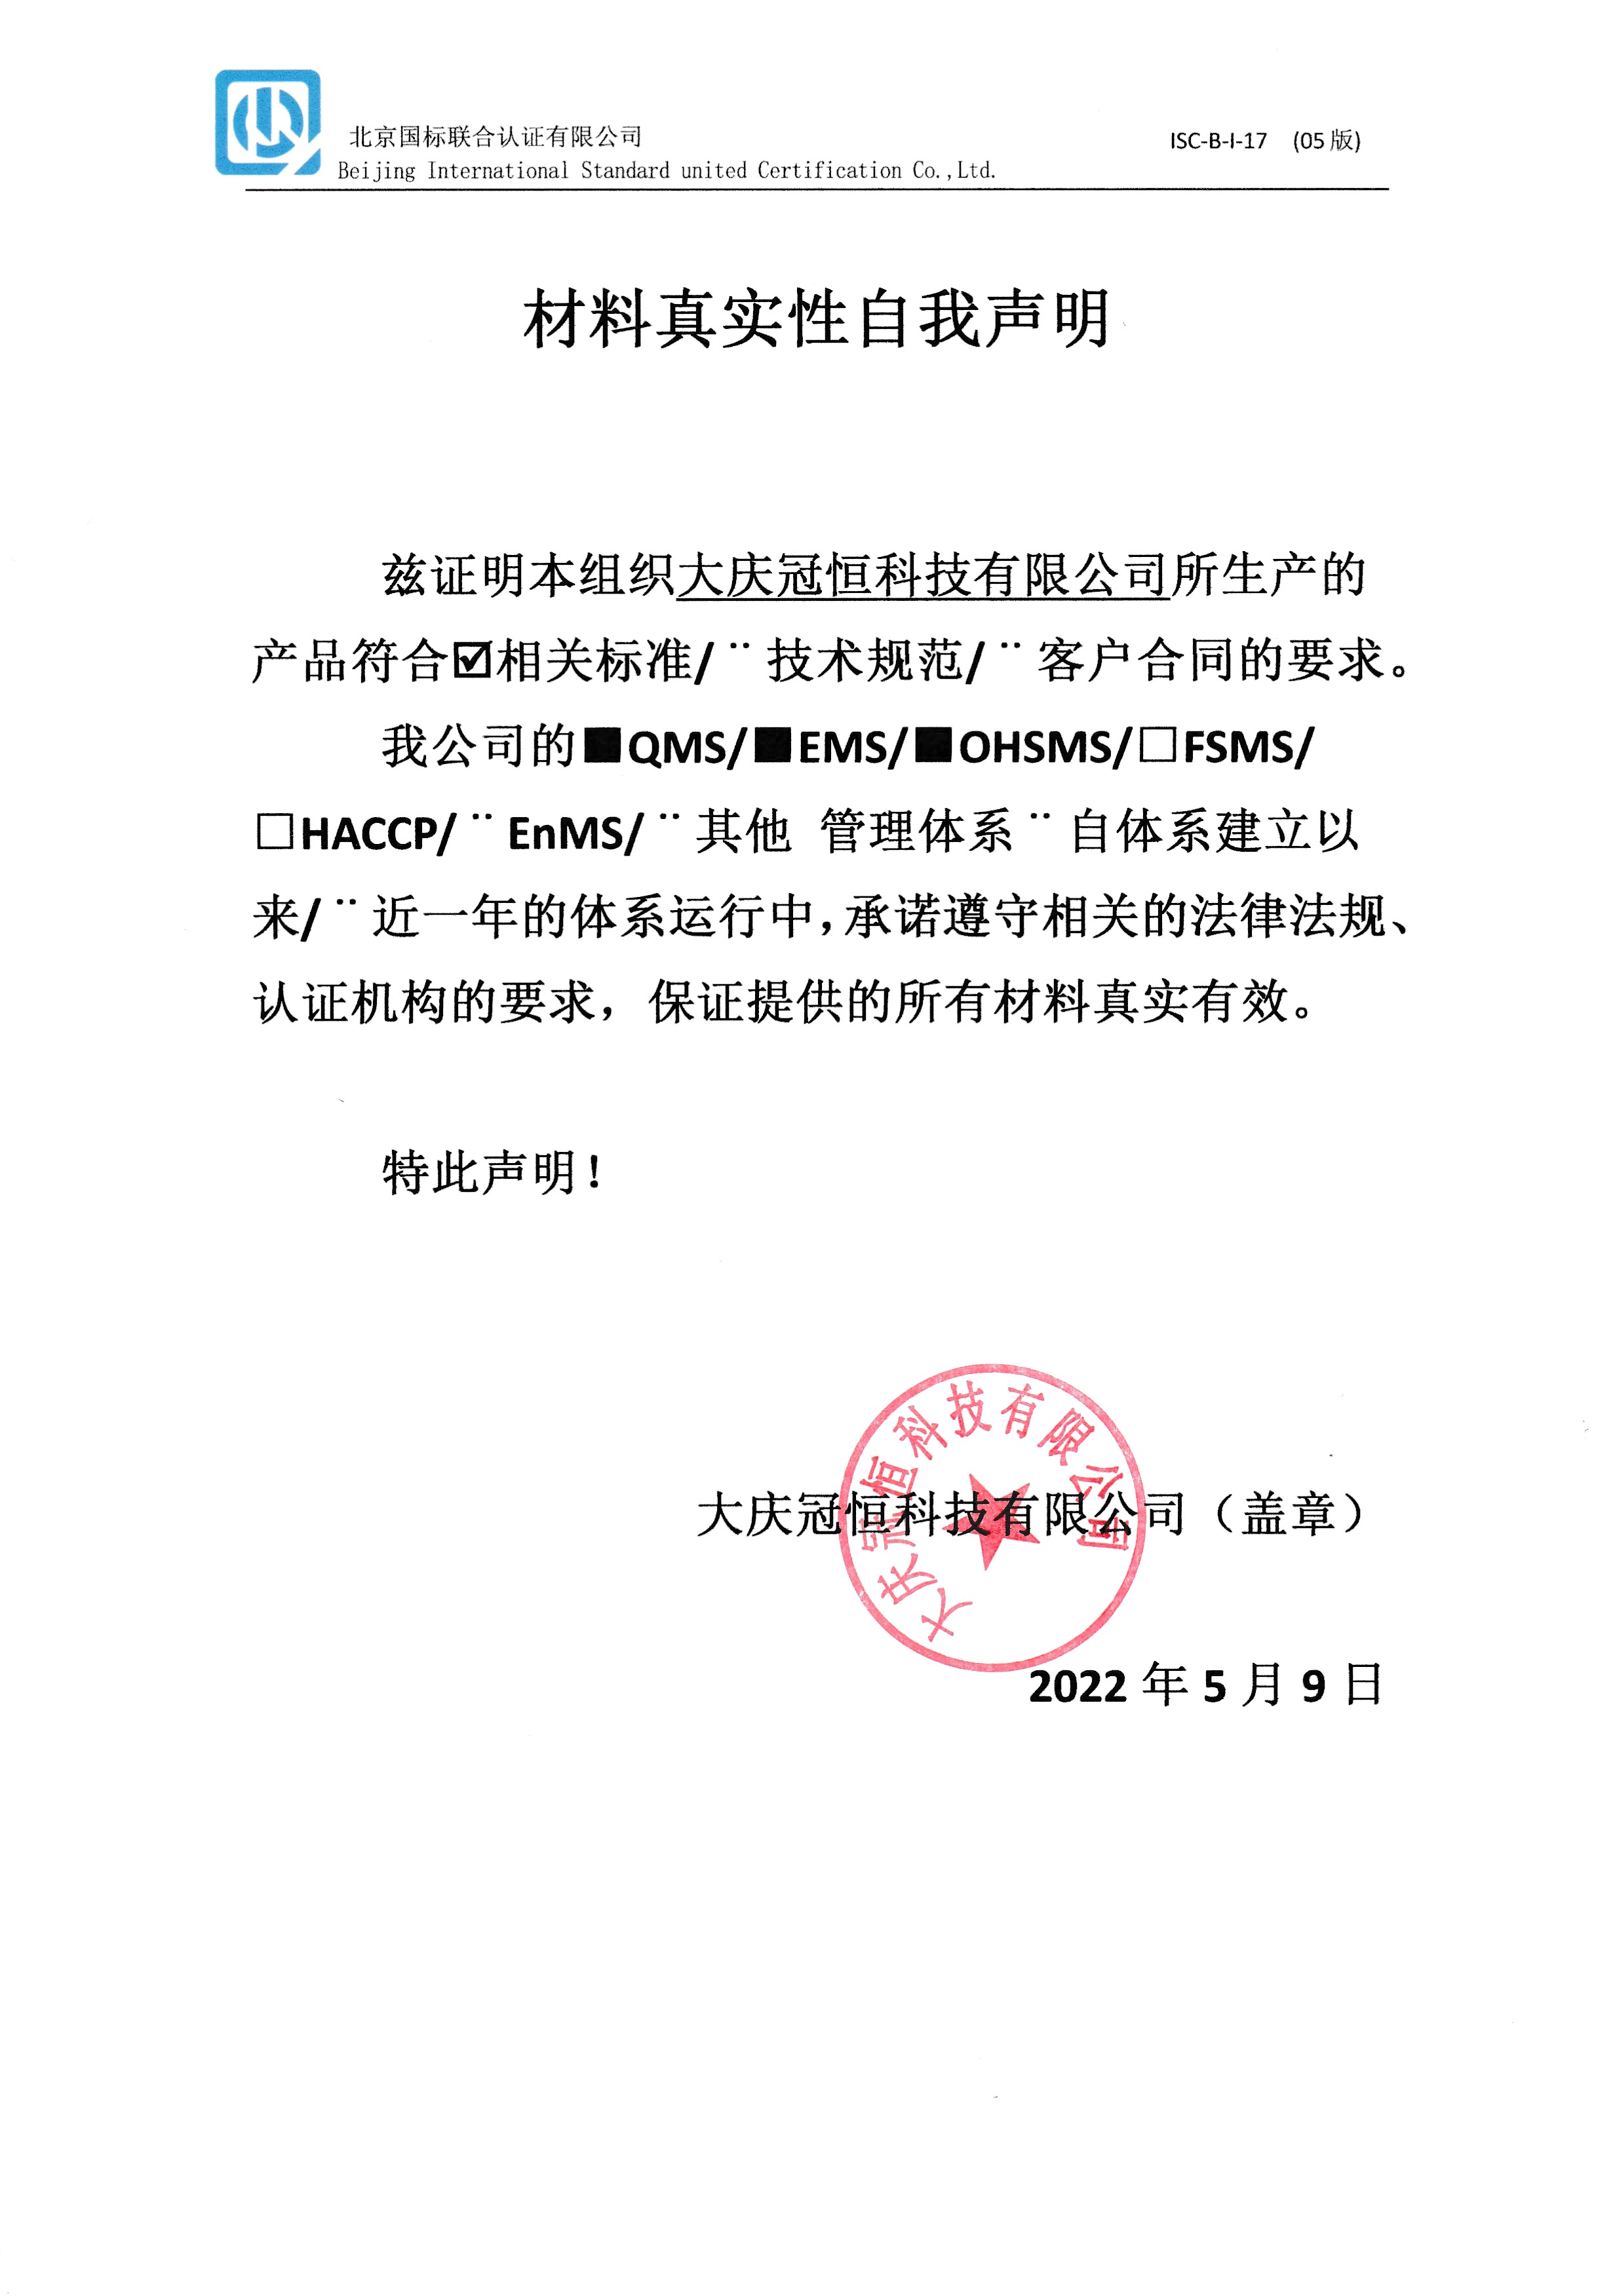 北京国标联合认证有限公司 ISC-B-I-17 (05版)
Beijing International Standard united Certification Co.,Ltd.
材料真实性自我声明
兹证明本组织大庆冠恒科技有限公司所生产的
产品符合☑相关标准/¨技术规范/¨客户合同的要求。
我公司的■QMS/■EMS/■OHSMS/□FSMS/
□HACCP/¨EnMS/¨其他 管理体系¨自体系建立以
来/¨近一年的体系运行中,承诺遵守相关的法律法规、
认证机构的要求，保证提供的所有材料真实有效。
特此声明！
大庆冠恒科技有限公司
大庆冠恒科技有限公司（盖章）
2022年5月9日